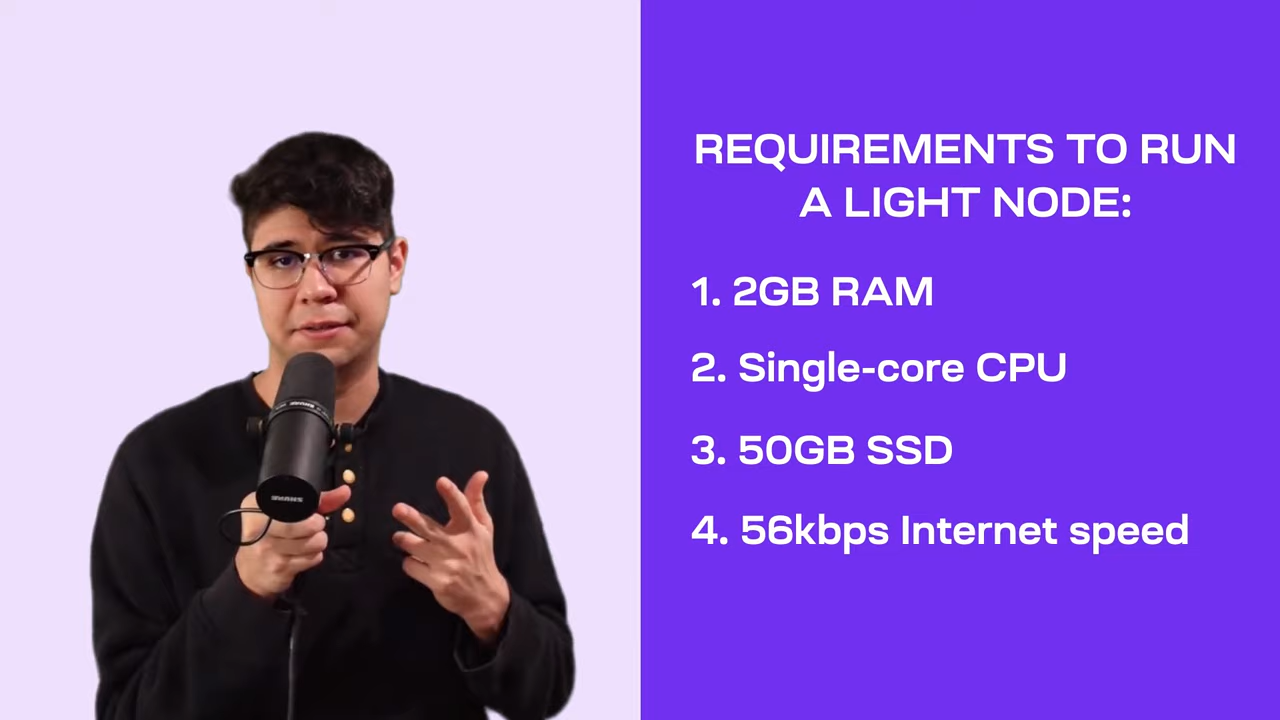 REQUIREMENTS TO RUN
A LIGHT NODE:
1. 2GB RAM
2. Single-core CPU
3. 50GB SSD
4. 56kbps Internet speed
SHURE